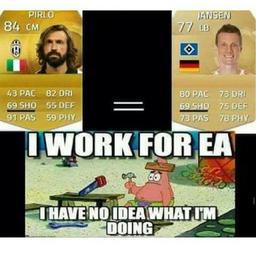 PIRLO
84 CM
43 PAC 82 DRI
69 SHO 55 DEF
91 PAS 59 PHY
JANSEN
77 LB
80 PAC 73 DRI
69 SHO 75 DEF
73 PAS 78 PHY
=
I WORK FOR EA
I HAVE NO IDEA WHAT I'M
DOING